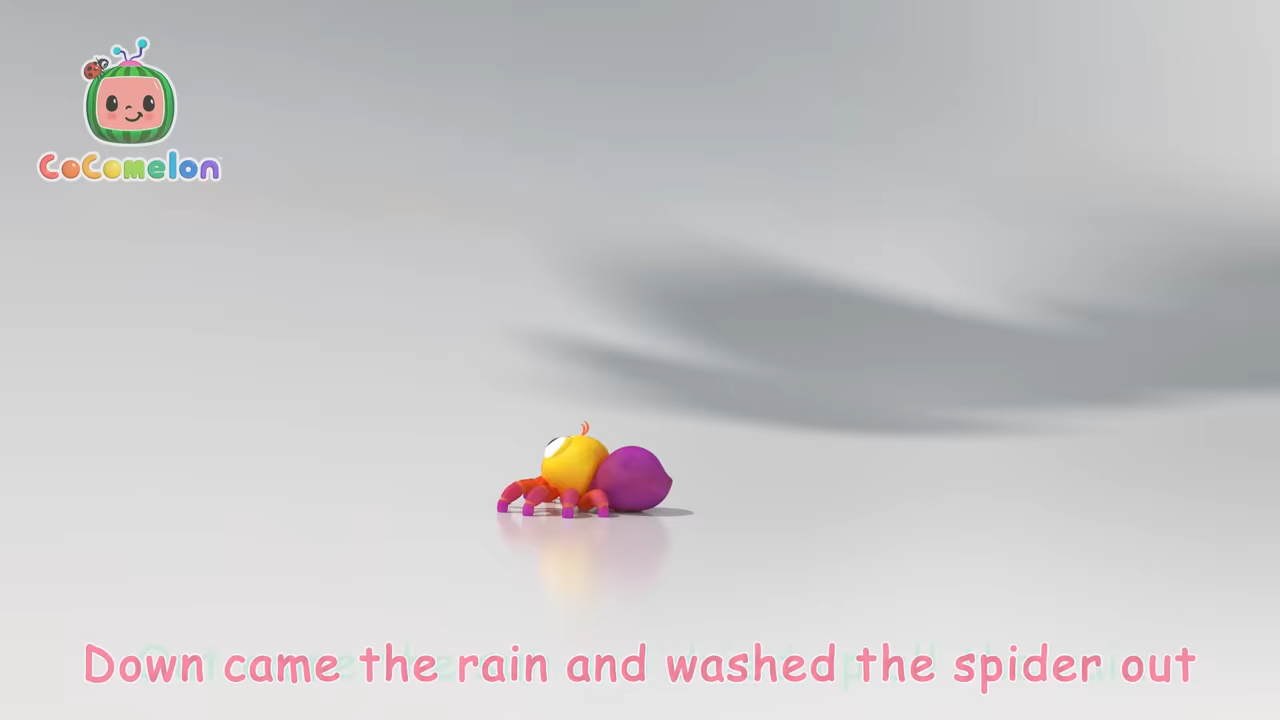 CoComelon
Down came the rain and washed the spider out